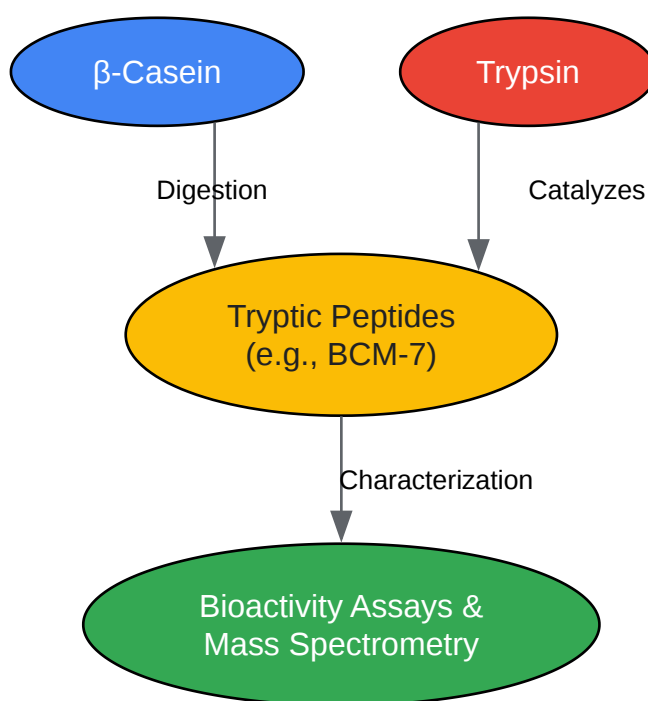 β-Casein
Trypsin
Digestion
Catalyzes
Tryptic Peptides
(e.g., BCM-7)
Characterization
Bioactivity Assays &
Mass Spectrometry